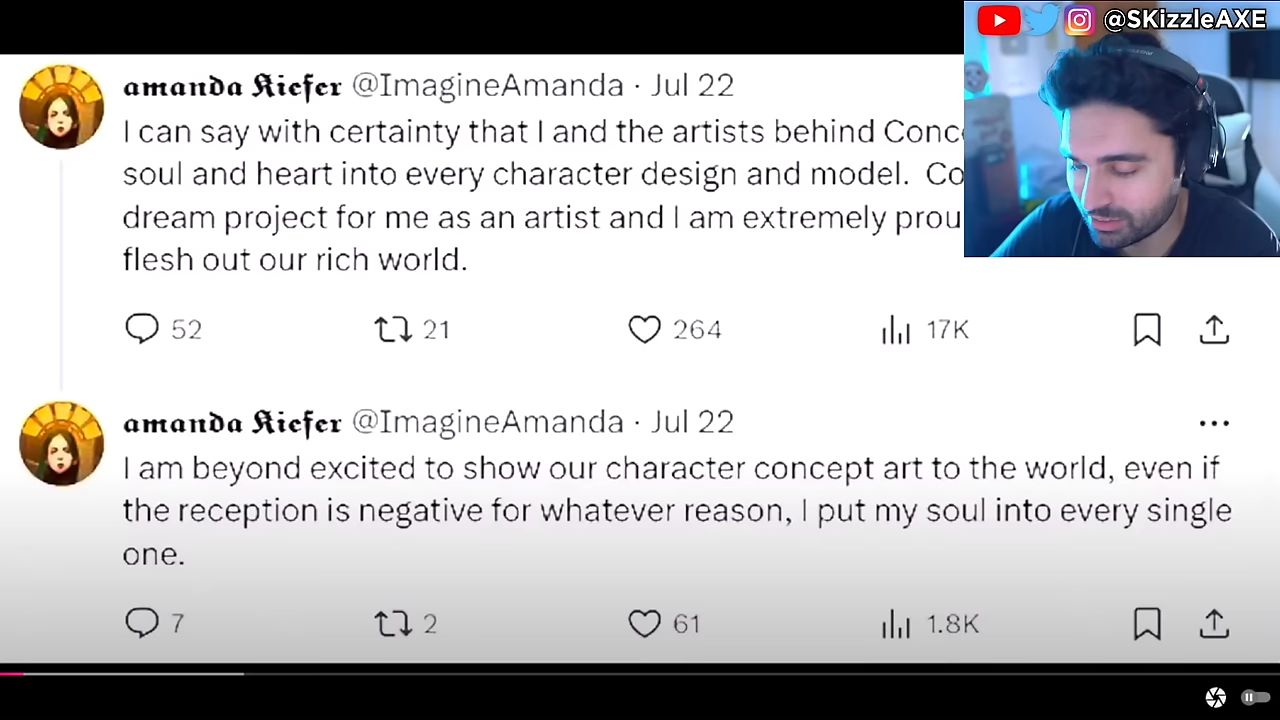 @SKizzleAXE
amanda Kiefer @ImagineAmanda · Jul 22
I can say with certainty that I and the artists behind
soul and heart into every character design and model.
dream project for me as an artist and I am extremely
flesh out our rich world.
52 21 264 17K
amanda Kiefer @ImagineAmanda · Jul 22
I am beyond excited to show our character concept art to the world, even if
the reception is negative for whatever reason, I put my soul into every single
one.
7 2 61 1.8K